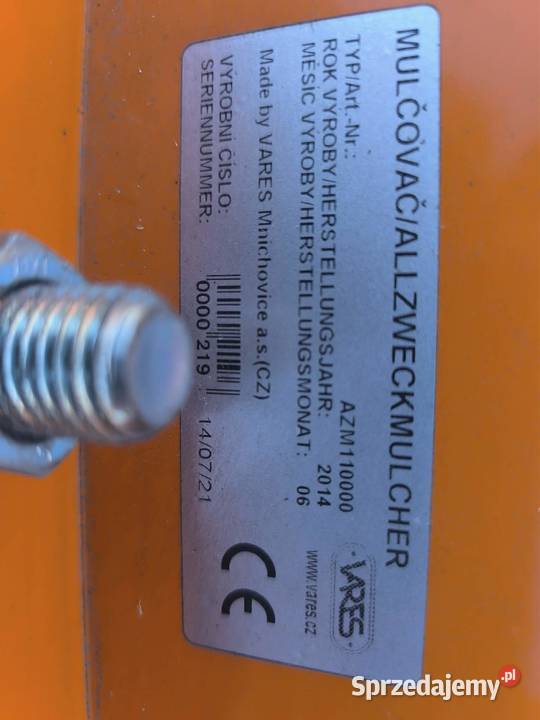 MULČOVAČ/ALLZWECKMULCHER
TYP/Art.-Nr.: AZM110000
ROK VÝROBY/HERSTELLUNGSJAHR: 2014
MĚSÍC VÝROBY/HERSTELLUNGSMONAT: 06
Made by VARES Mnichovice a.s.(CZ)
VÝROBNÍ ČÍSLO:
SERIENNUMMER:
0000 219
14/07/21
VARES
www.vares.cz
CE
Sprzedajemy.pl